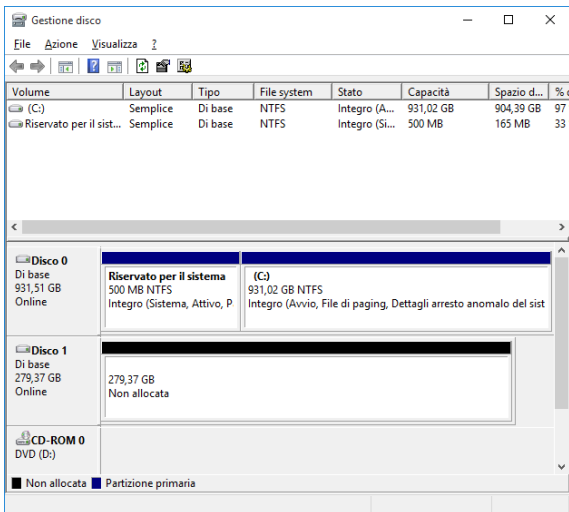 Gestione disco
File Azione Visualizza ?
Volume Layout Tipo File system Stato Capacità Spazio d... %
(C:) Semplice Di base NTFS Integro (A... 931,02 GB 904,39 GB 97
Riservato per il sist... Semplice Di base NTFS Integro (Si... 500 MB 165 MB 33
Disco 0
Di base
931,51 GB
Online
Riservato per il sistema
500 MB NTFS
Integro (Sistema, Attivo, P
(C:)
931,02 GB NTFS
Integro (Avvio, File di paging, Dettagli arresto anomalo del sist
Disco 1
Di base
279,37 GB
Online
279,37 GB
Non allocata
CD-ROM 0
DVD (D:)
Non allocata Partizione primaria